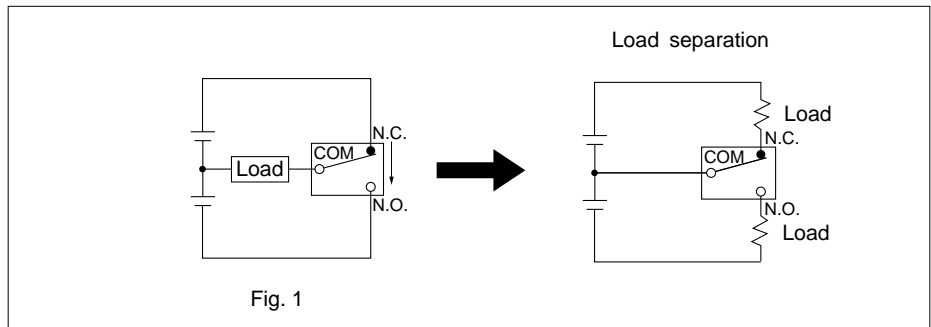 Load separation
N.C.
COM
Load
N.O.
Fig. 1
Load
N.C.
COM
N.O.
Load